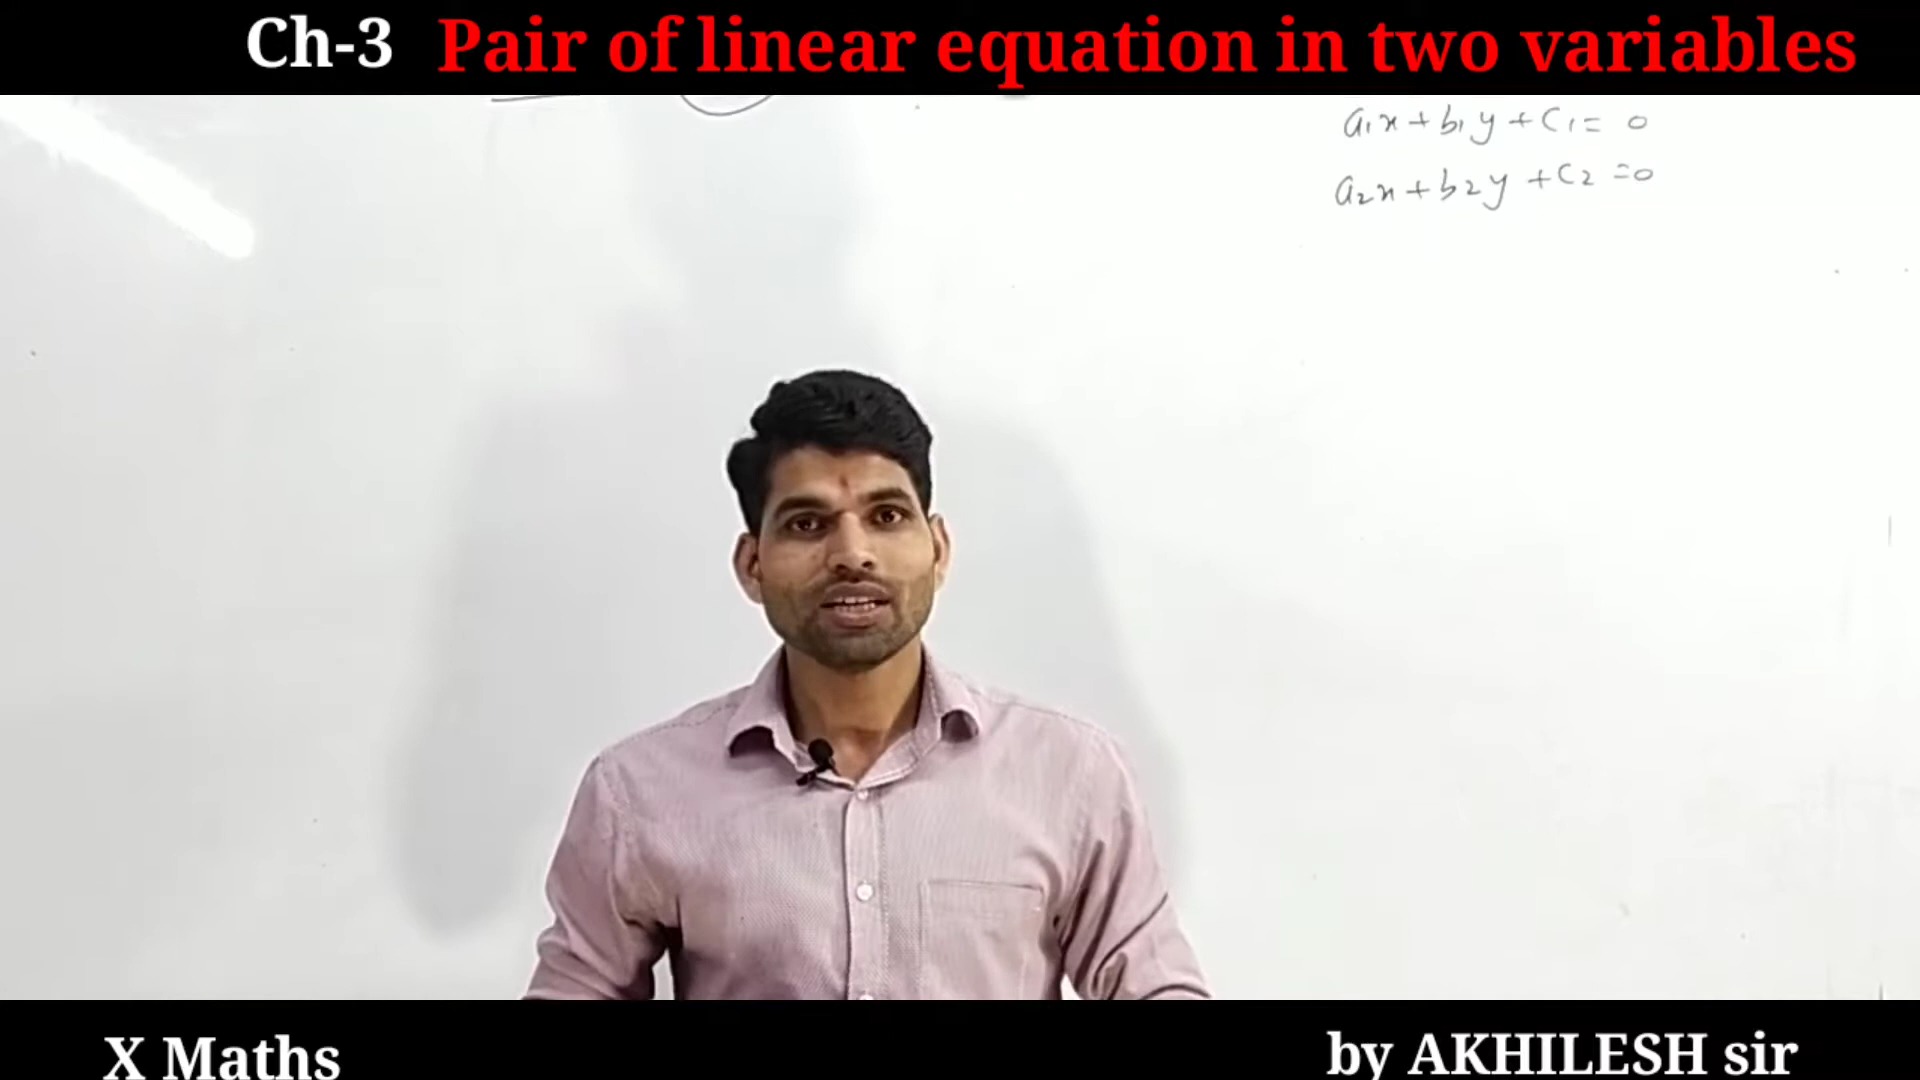 Ch-3 Pair of linear equation in two variables
a₁x + b₁y + c₁ = 0
a₂x + b₂y + c₂ = 0
X Maths
by AKHILESH sir